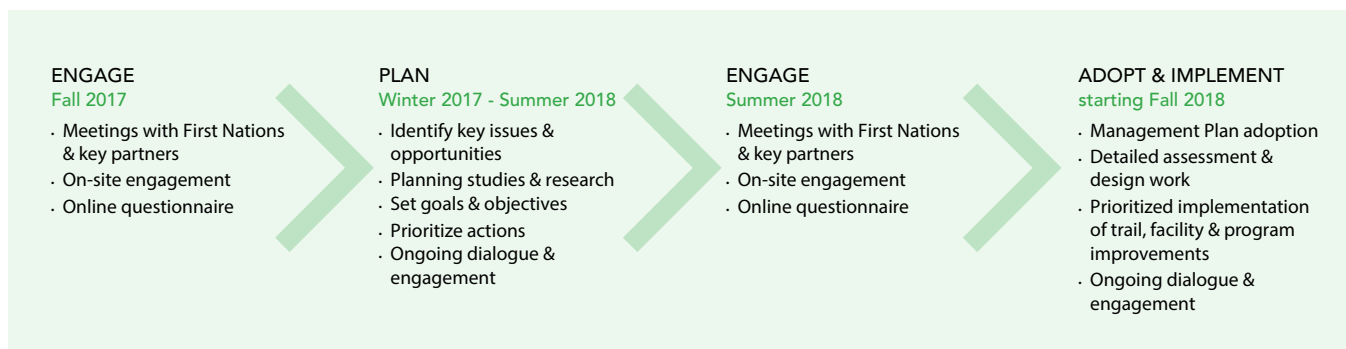 ENGAGE
Fall 2017
· Meetings with First Nations
& key partners
· On-site engagement
· Online questionnaire
PLAN
Winter 2017 - Summer 2018
· Identify key issues &
opportunities
· Planning studies & research
· Set goals & objectives
· Prioritize actions
· Ongoing dialogue &
engagement
ENGAGE
Summer 2018
· Meetings with First Nations
& key partners
· On-site engagement
· Online questionnaire
ADOPT & IMPLEMENT
starting Fall 2018
· Management Plan adoption
· Detailed assessment &
design work
· Prioritized implementation
of trail, facility & program
improvements
· Ongoing dialogue &
engagement